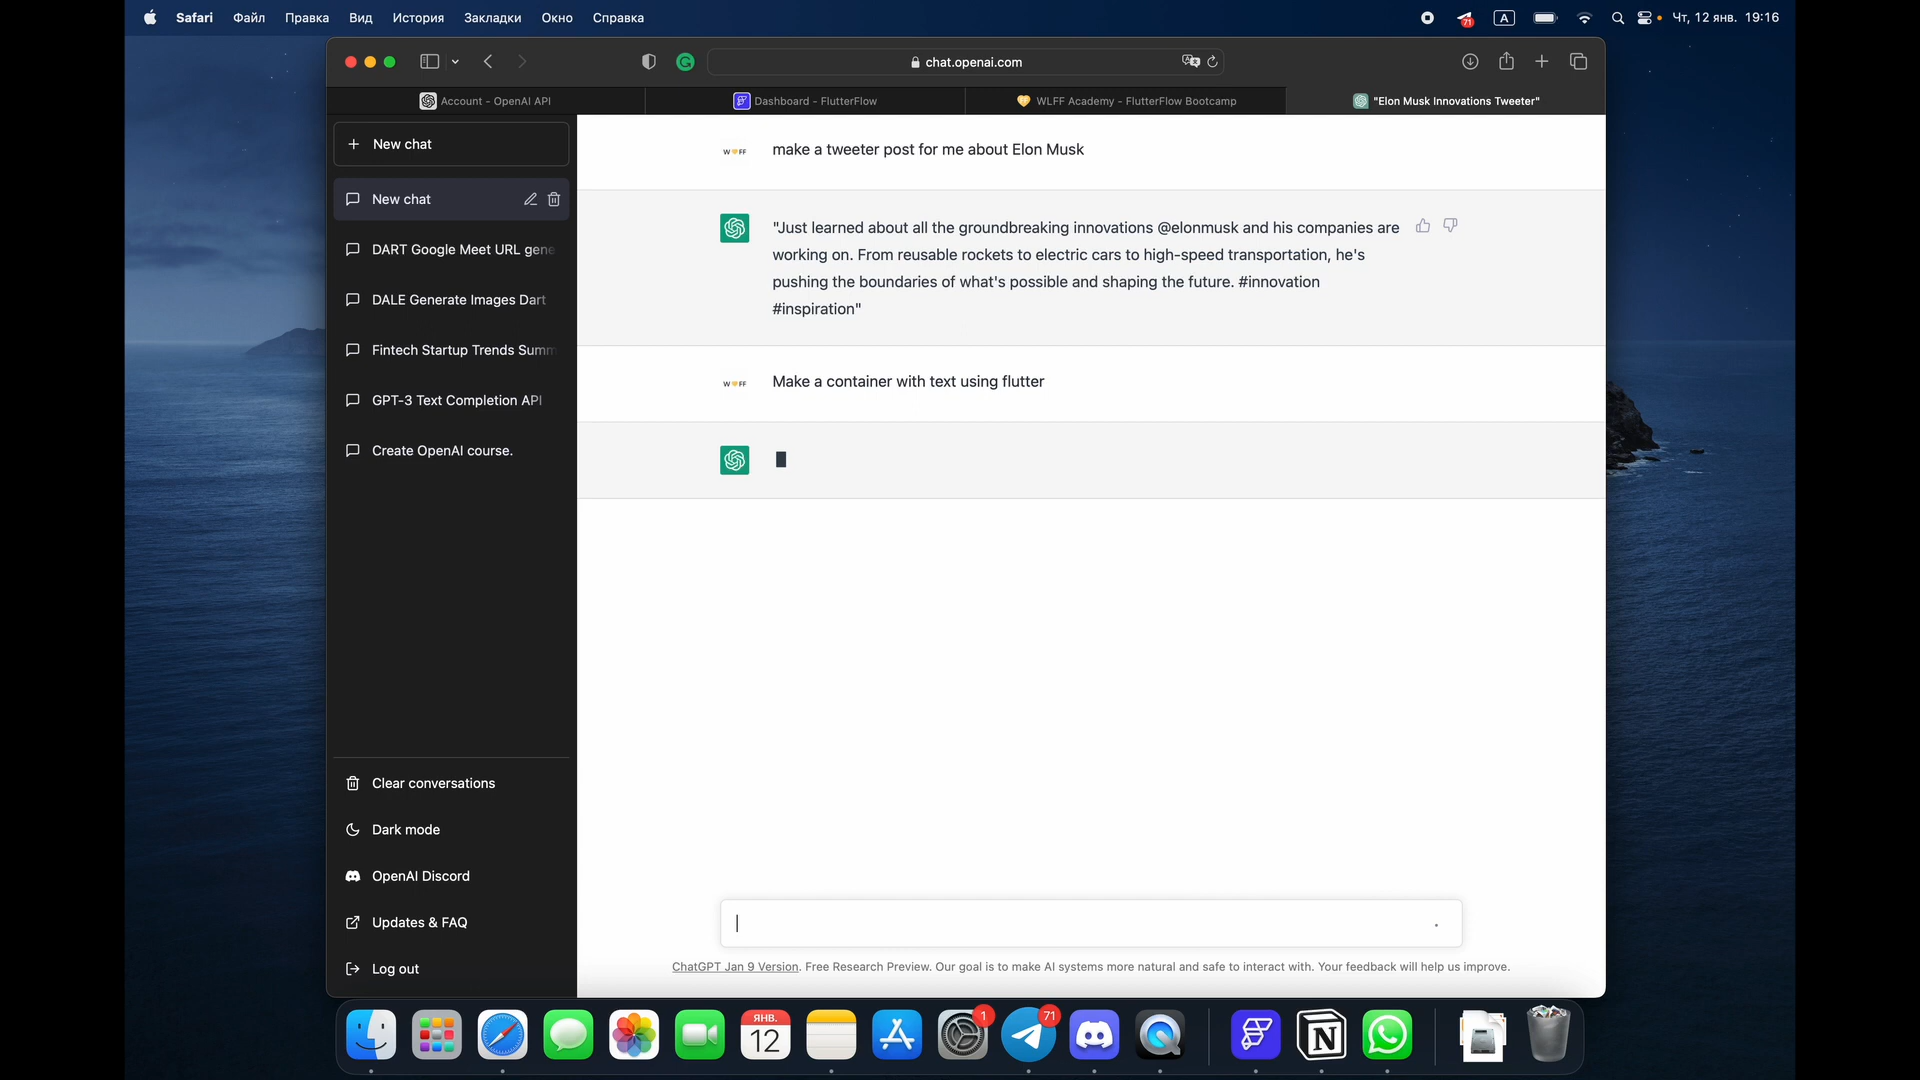 Safari Файл Правка Вид История Закладки Окно Справка
71 A Чт, 12 янв. 19:16
chat.openai.com
Account - OpenAI API
Dashboard - FlutterFlow
WLFF Academy - FlutterFlow Bootcamp
"Elon Musk Innovations Tweeter"
New chat
New chat
DART Google Meet URL gene
DALE Generate Images Dart
Fintech Startup Trends Summ
GPT-3 Text Completion API
Create OpenAI course.
Clear conversations
Dark mode
OpenAI Discord
Updates & FAQ
Log out
W FF
make a tweeter post for me about Elon Musk
"Just learned about all the groundbreaking innovations @elonmusk and his companies are
working on. From reusable rockets to electric cars to high-speed transportation, he's
pushing the boundaries of what's possible and shaping the future. #innovation
#inspiration"
W FF
Make a container with text using flutter
ChatGPT Jan 9 Version. Free Research Preview. Our goal is to make AI systems more natural and safe to interact with. Your feedback will help us improve.
ЯНВ.
12
1
71